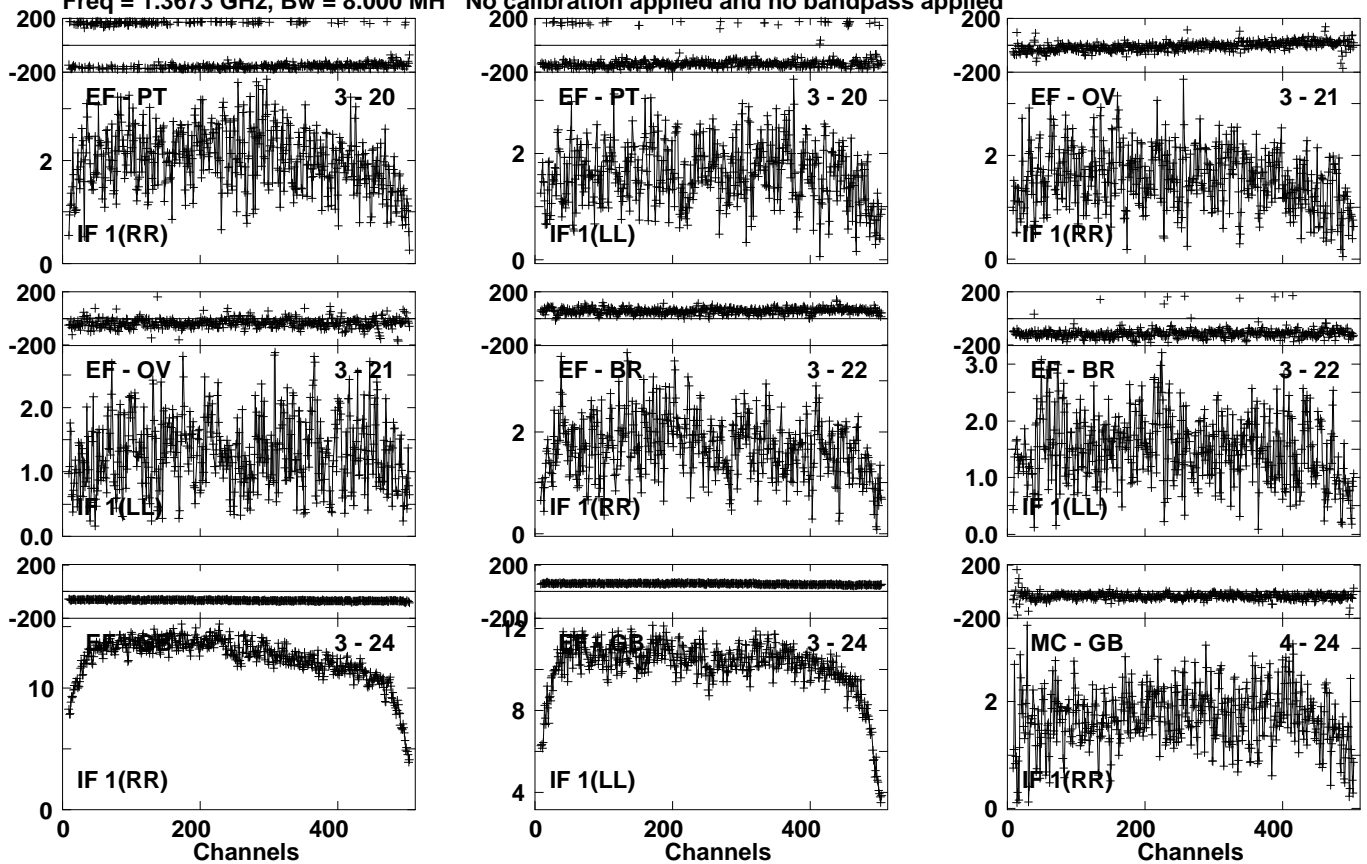 Freq = 1.3673 GHz, Bw = 8.000 MH No calibration applied and no bandpass applied
200
-200
EF - PT 3 - 20
2
IF 1(RR)
0
200
-200
EF - PT 3 - 20
2
IF 1(LL)
0
200
-200
EF - OV 3 - 21
2
IF 1(RR)
0
200
-200
EF - OV 3 - 21
2.0
1.0
IF 1(LL)
0.0
200
-200
EF - BR 3 - 22
2
IF 1(RR)
0
200
-200
3.0
EF - BR 3 - 22
2.0
1.0
IF 1(LL)
0.0
200
-200
3 - 24
10
IF 1(RR)
0
0 200 400
Channels
200
-200
12
EF - GB 3 - 24
8
IF 1(LL)
4
0 200 400
Channels
200
-200
MC - GB 4 - 24
2
IF 1(RR)
0
0 200 400
Channels